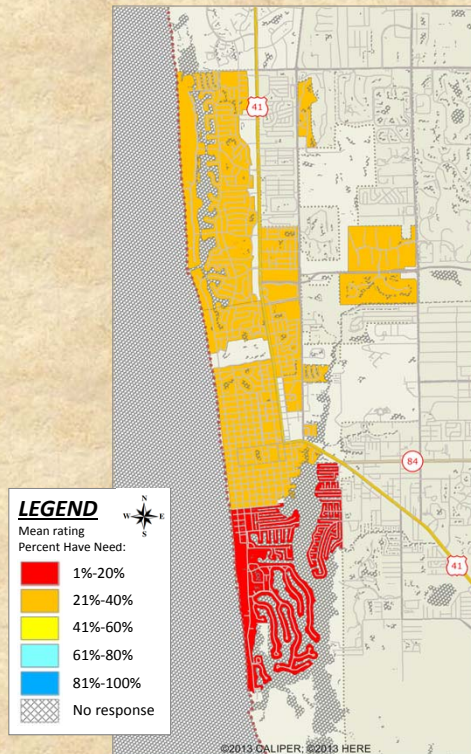 41
84
41
LEGEND
N
W E
S
Mean rating
Percent Have Need:
1%-20%
21%-40%
41%-60%
61%-80%
81%-100%
No response
©2013 CALIPER; ©2013 HERE